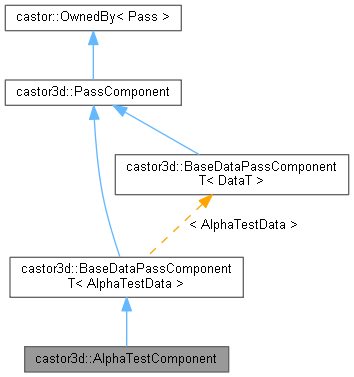 castor::OwnedBy< Pass >
castor3d::PassComponent
castor3d::BaseDataPassComponent
T< DataT >
< AlphaTestData >
castor3d::BaseDataPassComponent
T< AlphaTestData >
castor3d::AlphaTestComponent